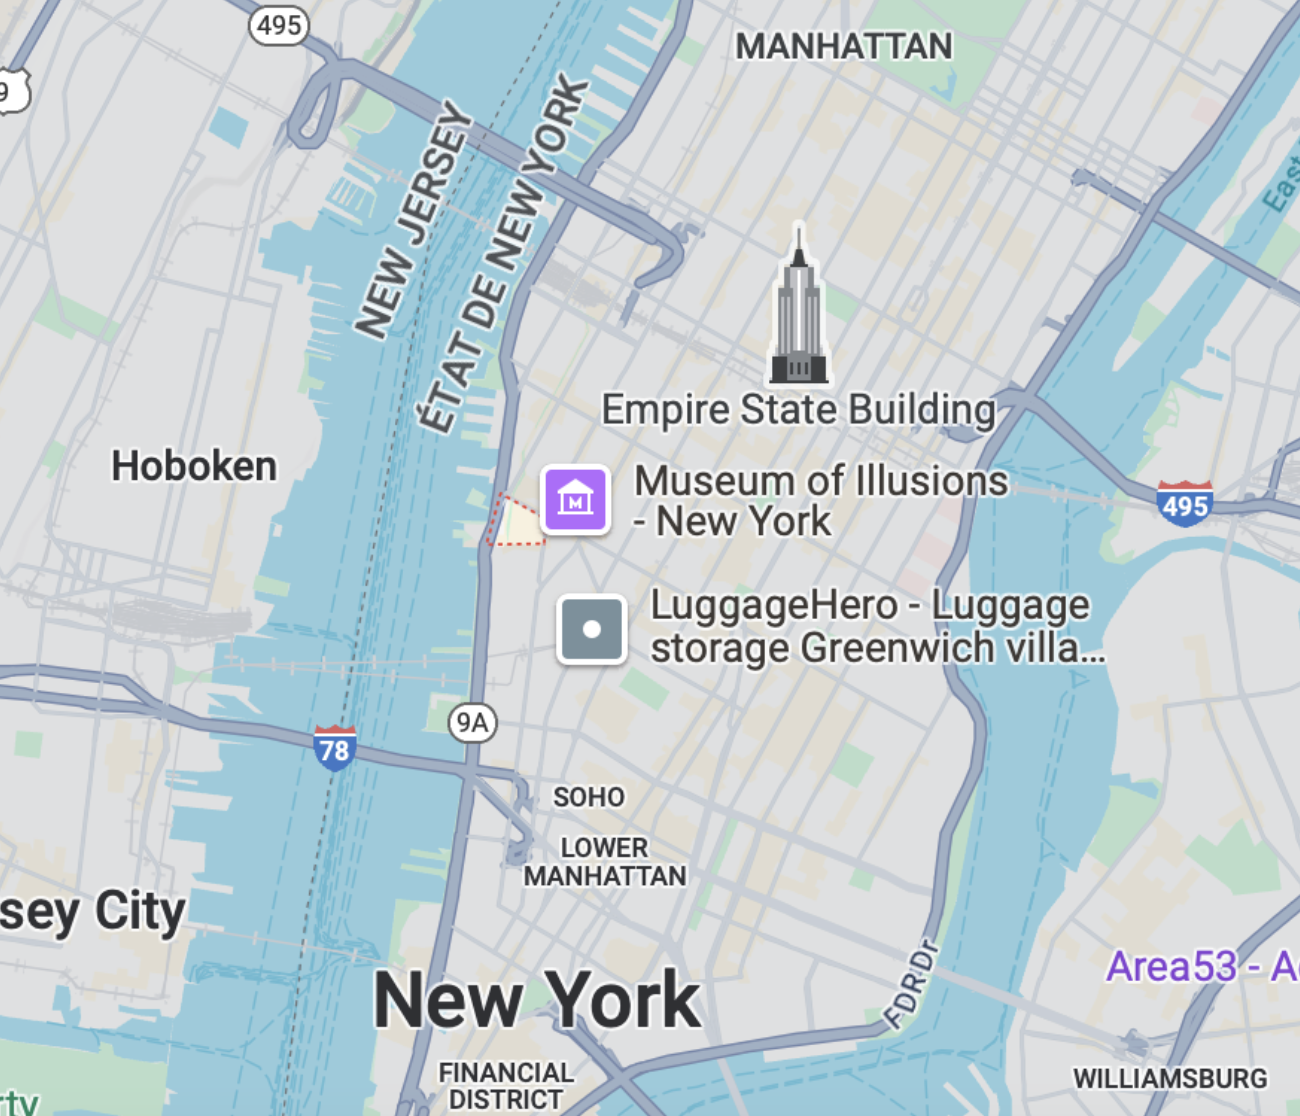 495
MANHATTAN
9
NEW JERSEY
ÉTAT DE NEW YORK
East
Empire State Building
Hoboken
Museum of Illusions
- New York
M
495
LuggageHero - Luggage
storage Greenwich villa...
9A
78
SOHO
LOWER
MANHATTAN
sey City
New York
FDR Dr
Area53 - A
FINANCIAL
DISTRICT
WILLIAMSBURG
rty